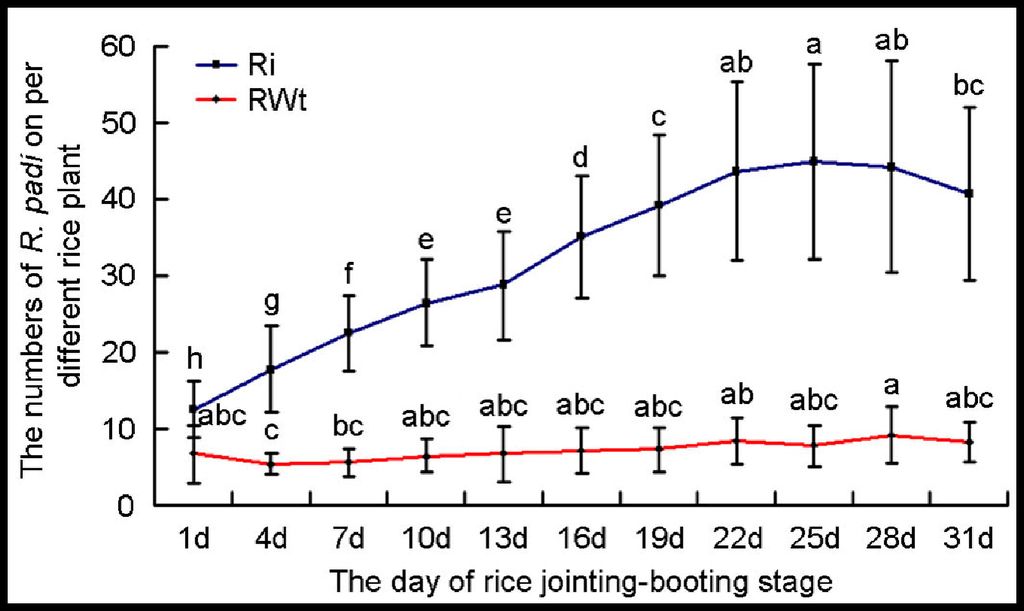 The numbers of R. padi on per
different rice plant
60
50
40
30
20
10
0
Ri
RWt
h
g
f
e
e
d
c
ab
a
ab
bc
abc
c
bc
abc
abc
abc
abc
ab
abc
a
abc
1d 4d 7d 10d 13d 16d 19d 22d 25d 28d 31d
The day of rice jointing-booting stage